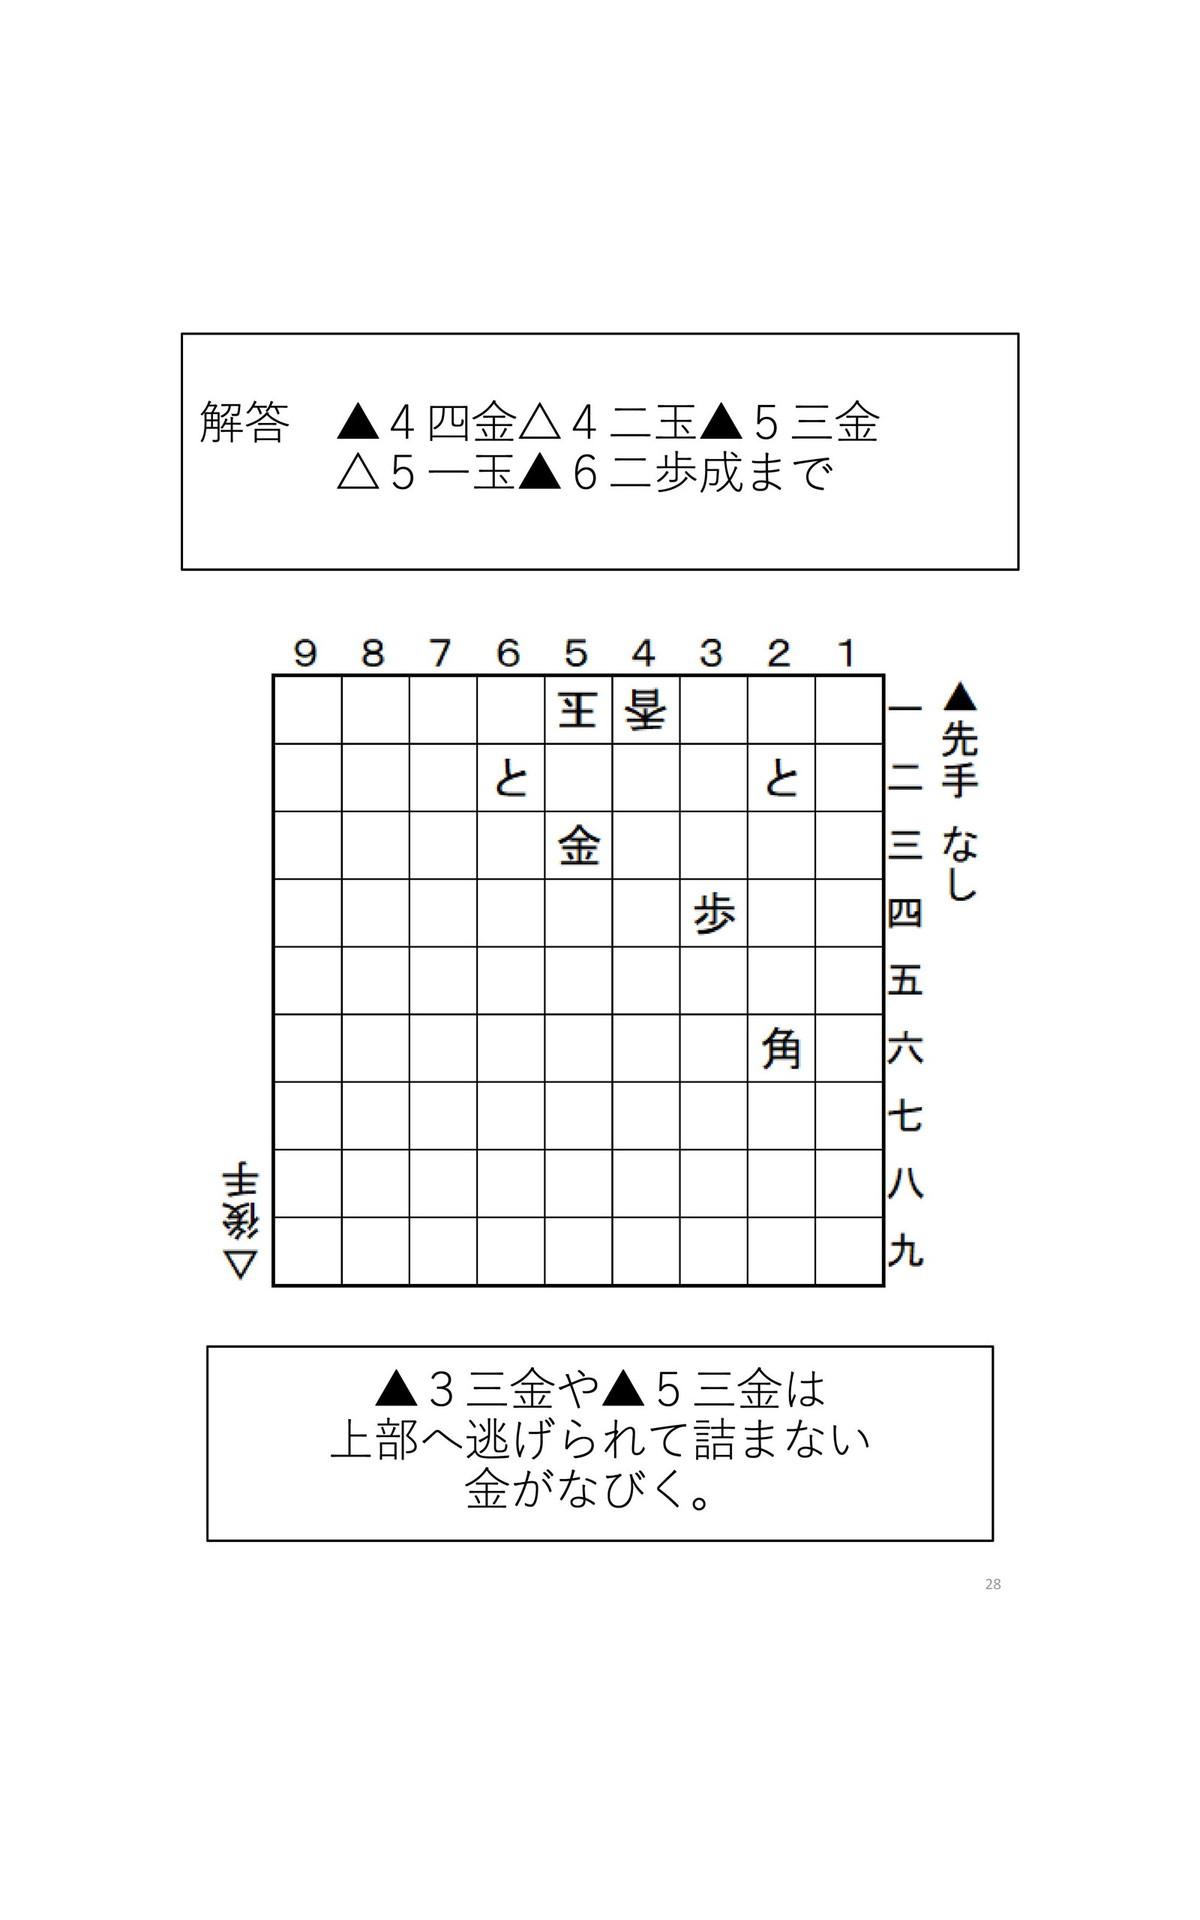 解答　▲４四金△４二玉▲５三金
△５一玉▲６二歩成まで
9 8 7 6 5 4 3 2 1
王 香 一
と と 二
金 三
歩 四
五
角 六
七
八
九
▲先手 なし
△後手
▲３三金や▲５三金は
上部へ逃げられて詰まない
金がなびく。
28